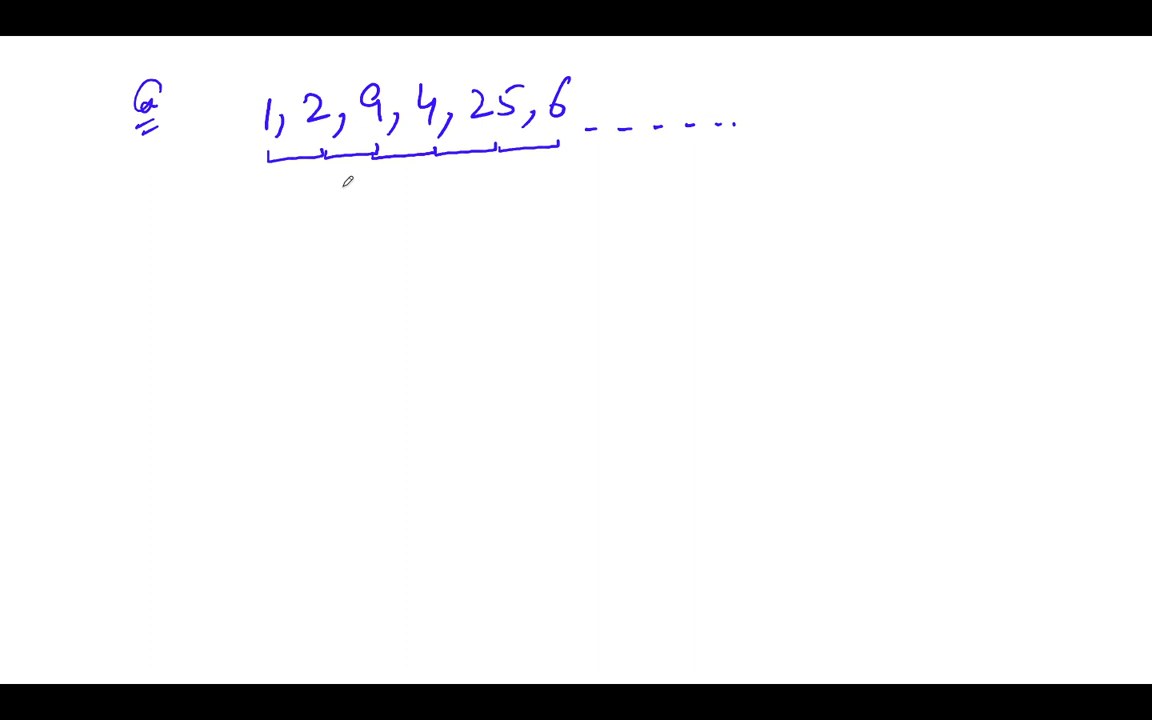 Q 1, 2, 9, 4, 25, 6 - - - - - .